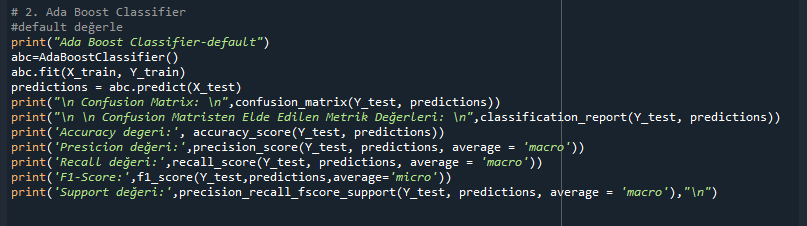 # 2. Ada Boost Classifier
#default değerle
print("Ada Boost Classifier-default")
abc=AdaBoostClassifier()
abc.fit(X_train, Y_train)
predictions = abc.predict(X_test)
print("\n Confusion Matrix: \n",confusion_matrix(Y_test, predictions))
print("\n \n Confusion Matristen Elde Edilen Metrik Değerleri: \n",classification_report(Y_test, predictions))
print('Accuracy degeri:', accuracy_score(Y_test, predictions))
print('Presicion değeri:',precision_score(Y_test, predictions, average = 'macro'))
print('Recall değeri:',recall_score(Y_test, predictions, average = 'macro'))
print('F1-Score:',f1_score(Y_test,predictions,average='micro'))
print('Support değeri:',precision_recall_fscore_support(Y_test, predictions, average = 'macro'),"\n")